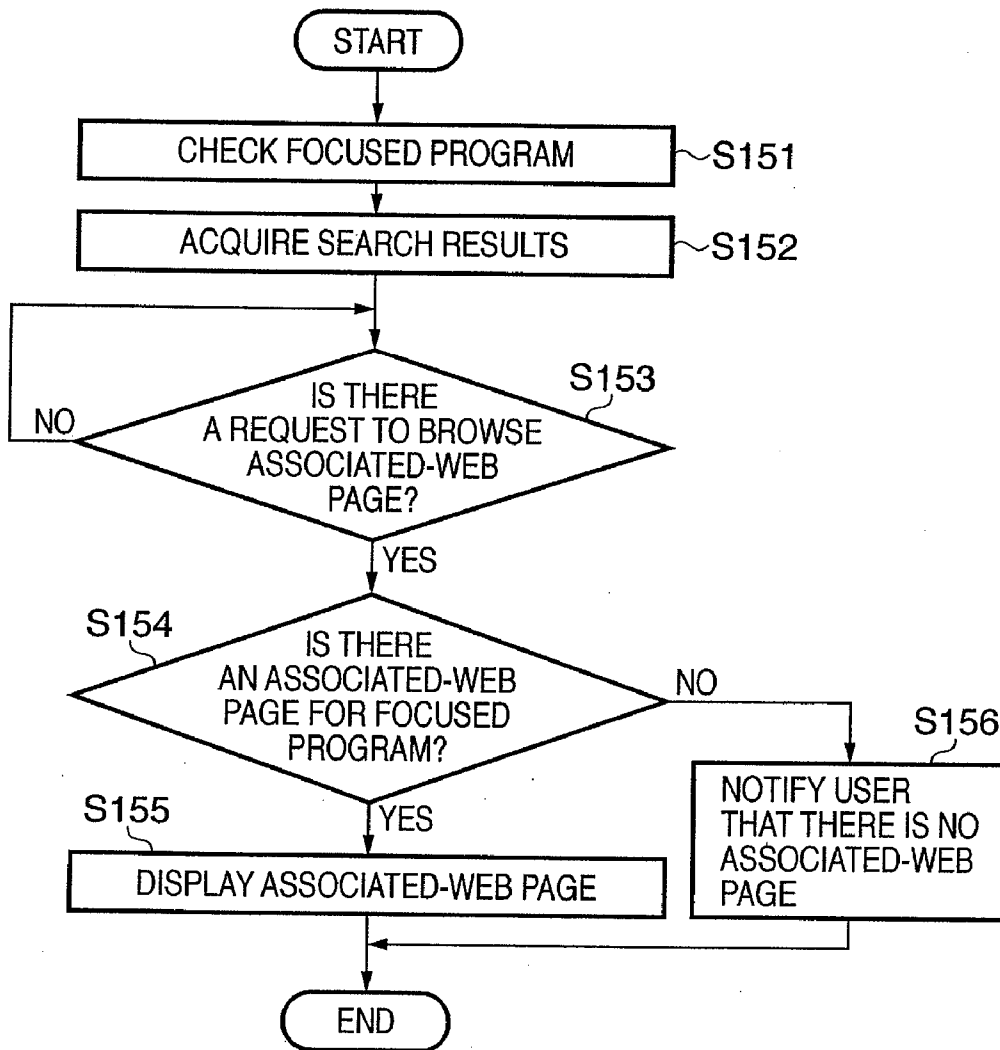 START
CHECK FOCUSED PROGRAM
S151
ACQUIRE SEARCH RESULTS
S152
S153
IS THERE
A REQUEST TO BROWSE
ASSOCIATED-WEB
PAGE?
NO
YES
S154
IS THERE
AN ASSOCIATED-WEB
PAGE FOR FOCUSED
PROGRAM?
NO
S156
NOTIFY USER
THAT THERE IS NO
ASSOCIATED-WEB
PAGE
YES
S155
DISPLAY ASSOCIATED-WEB PAGE
END